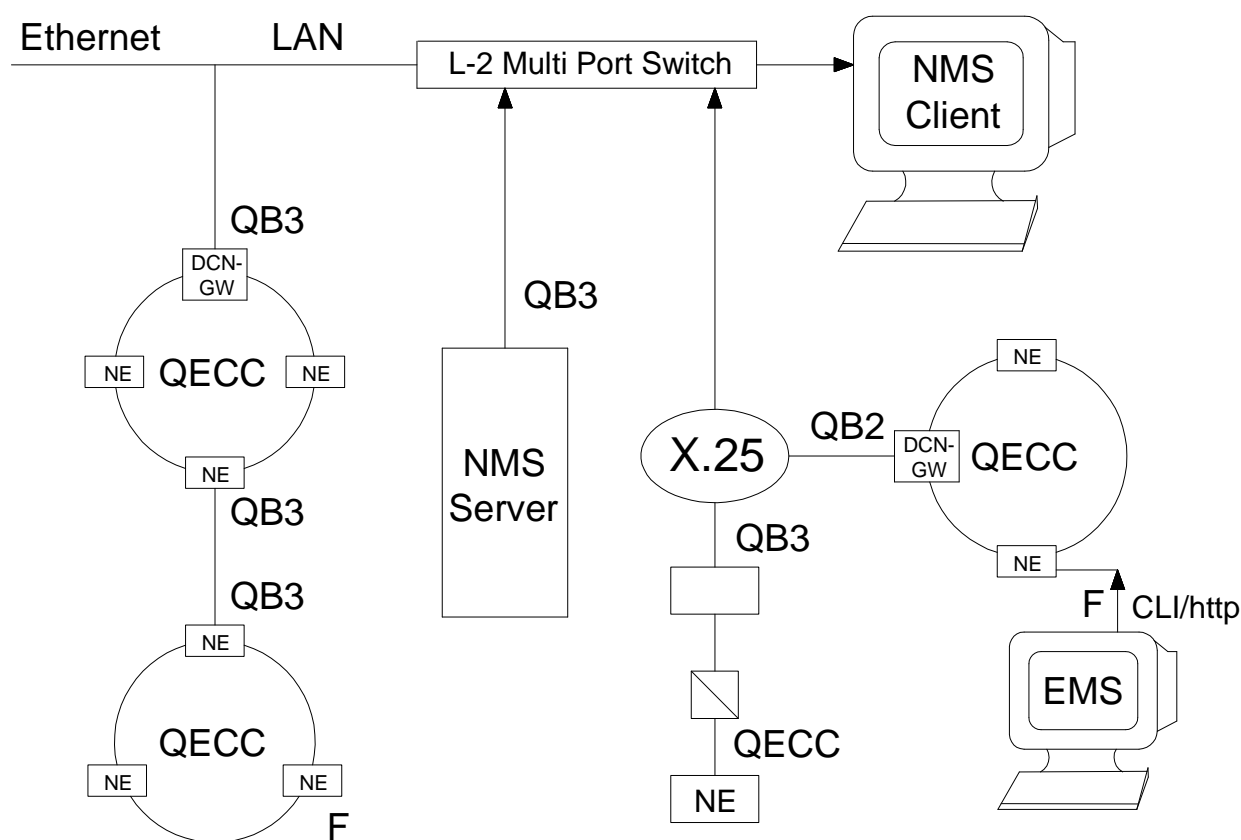 Ethernet LAN
L-2 Multi Port Switch
NMS
Client
QB3
DCN-
GW
NE QECC NE
NE
QB3
QB3
NE
QECC
NE NE
F
QB3
NMS
Server
X.25
QB2
QB3
QECC
NE
NE
DCN-
GW
QECC
NE
F CLI/http
EMS